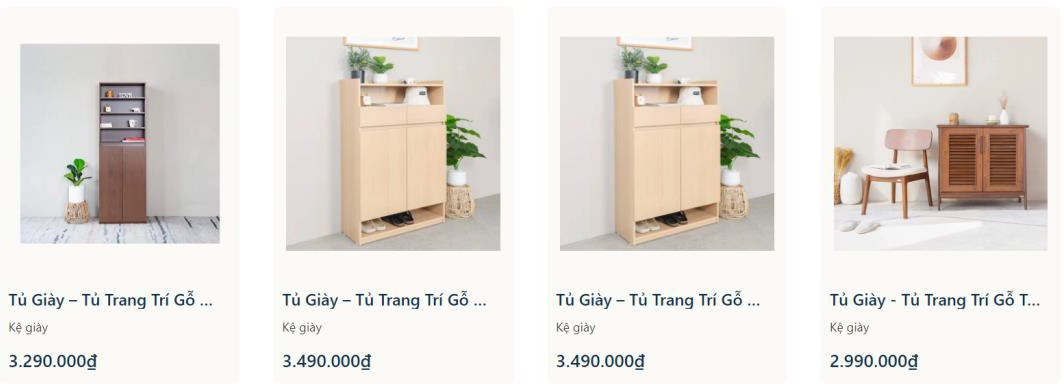 Tủ Giày – Tủ Trang Trí Gỗ ...
Kệ giày
3.290.000₫
Tủ Giày – Tủ Trang Trí Gỗ ...
Kệ giày
3.490.000₫
Tủ Giày – Tủ Trang Trí Gỗ ...
Kệ giày
3.490.000₫
Tủ Giày - Tủ Trang Trí Gỗ T...
Kệ giày
2.990.000₫